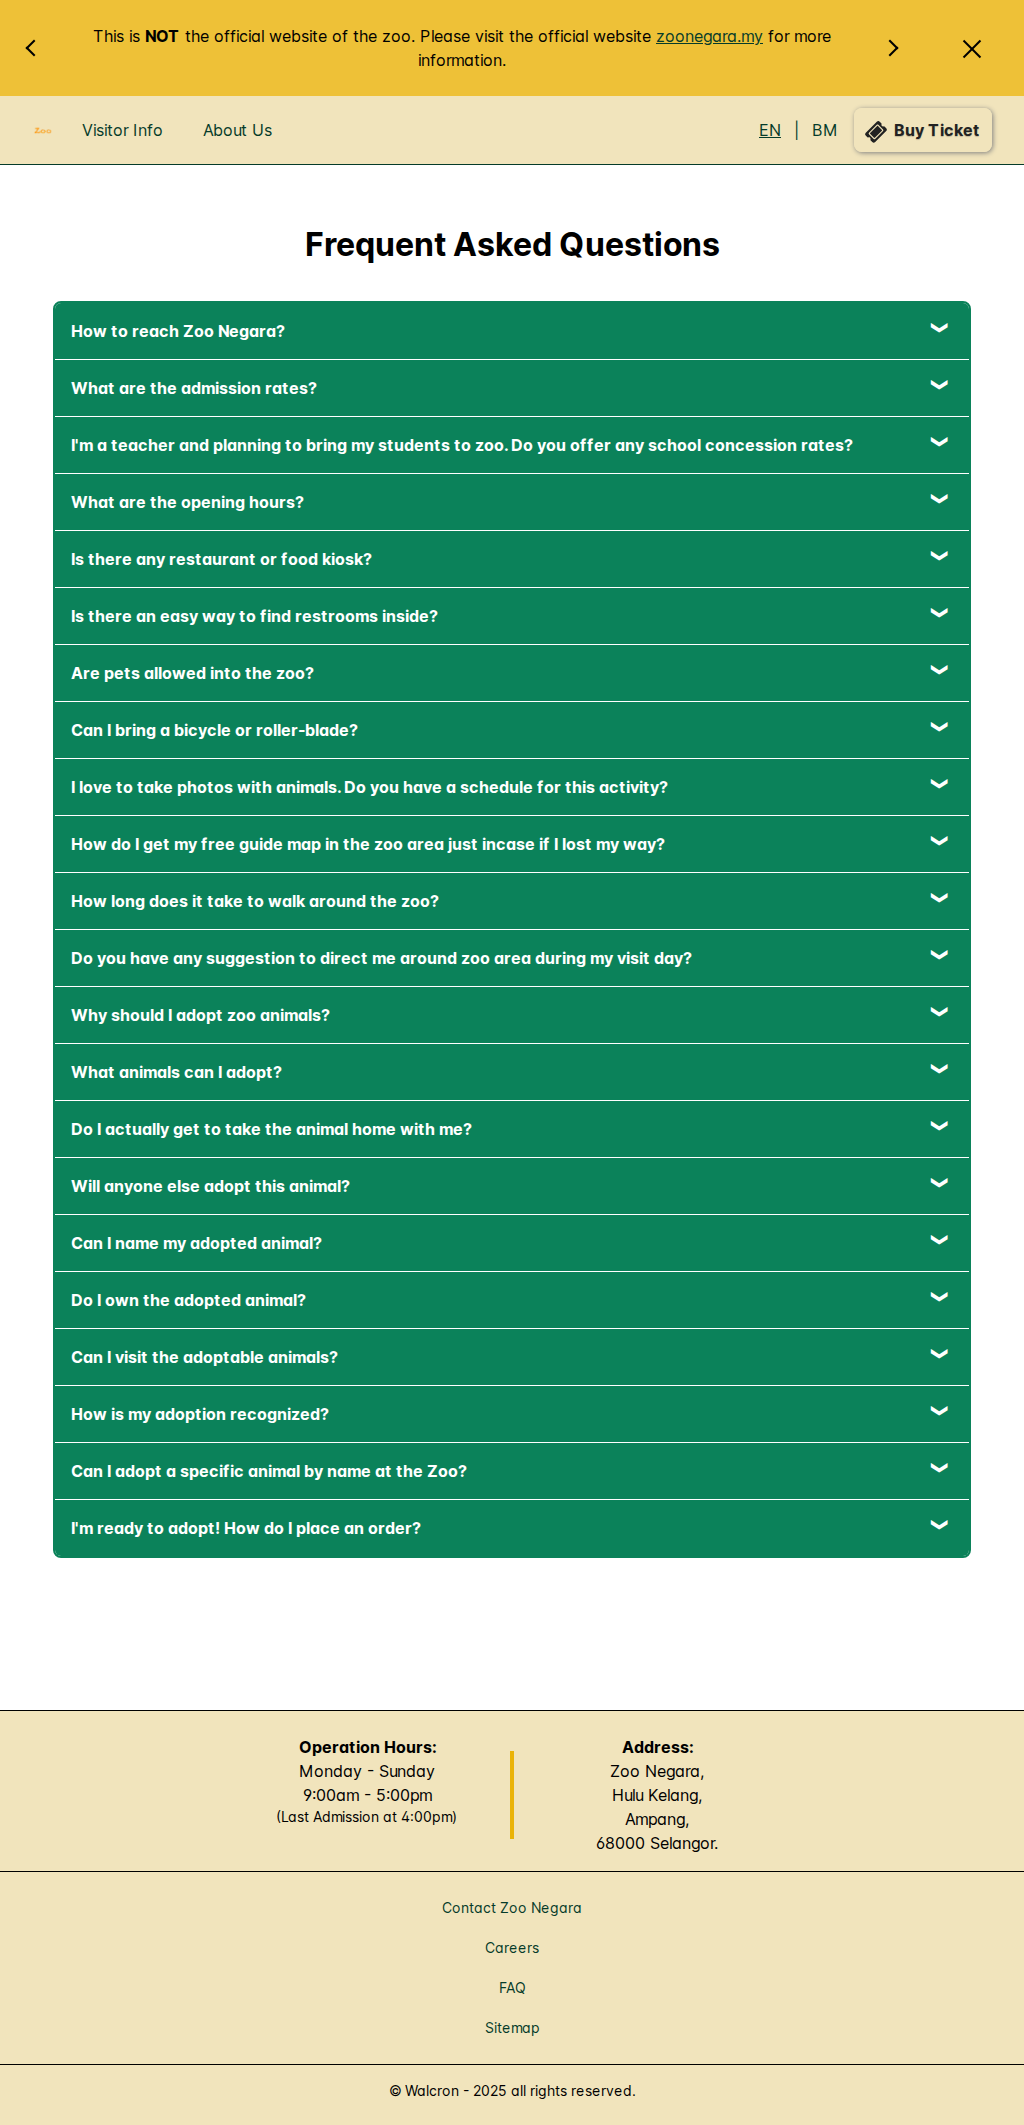 This is NOT the official website of the zoo. Please visit the official website zoonegara.my for more
information.
Zoo Visitor Info About Us EN | BM Buy Ticket
Frequent Asked Questions
How to reach Zoo Negara?
What are the admission rates?
I'm a teacher and planning to bring my students to zoo. Do you offer any school concession rates?
What are the opening hours?
Is there any restaurant or food kiosk?
Is there an easy way to find restrooms inside?
Are pets allowed into the zoo?
Can I bring a bicycle or roller-blade?
I love to take photos with animals. Do you have a schedule for this activity?
How do I get my free guide map in the zoo area just incase if I lost my way?
How long does it take to walk around the zoo?
Do you have any suggestion to direct me around zoo area during my visit day?
Why should I adopt zoo animals?
What animals can I adopt?
Do I actually get to take the animal home with me?
Will anyone else adopt this animal?
Can I name my adopted animal?
Do I own the adopted animal?
Can I visit the adoptable animals?
How is my adoption recognized?
Can I adopt a specific animal by name at the Zoo?
I'm ready to adopt! How do I place an order?
Operation Hours:
Monday - Sunday
9:00am - 5:00pm
(Last Admission at 4:00pm)
Address:
Zoo Negara,
Hulu Kelang,
Ampang,
68000 Selangor.
Contact Zoo Negara
Careers
FAQ
Sitemap
© Walcron - 2025 all rights reserved.